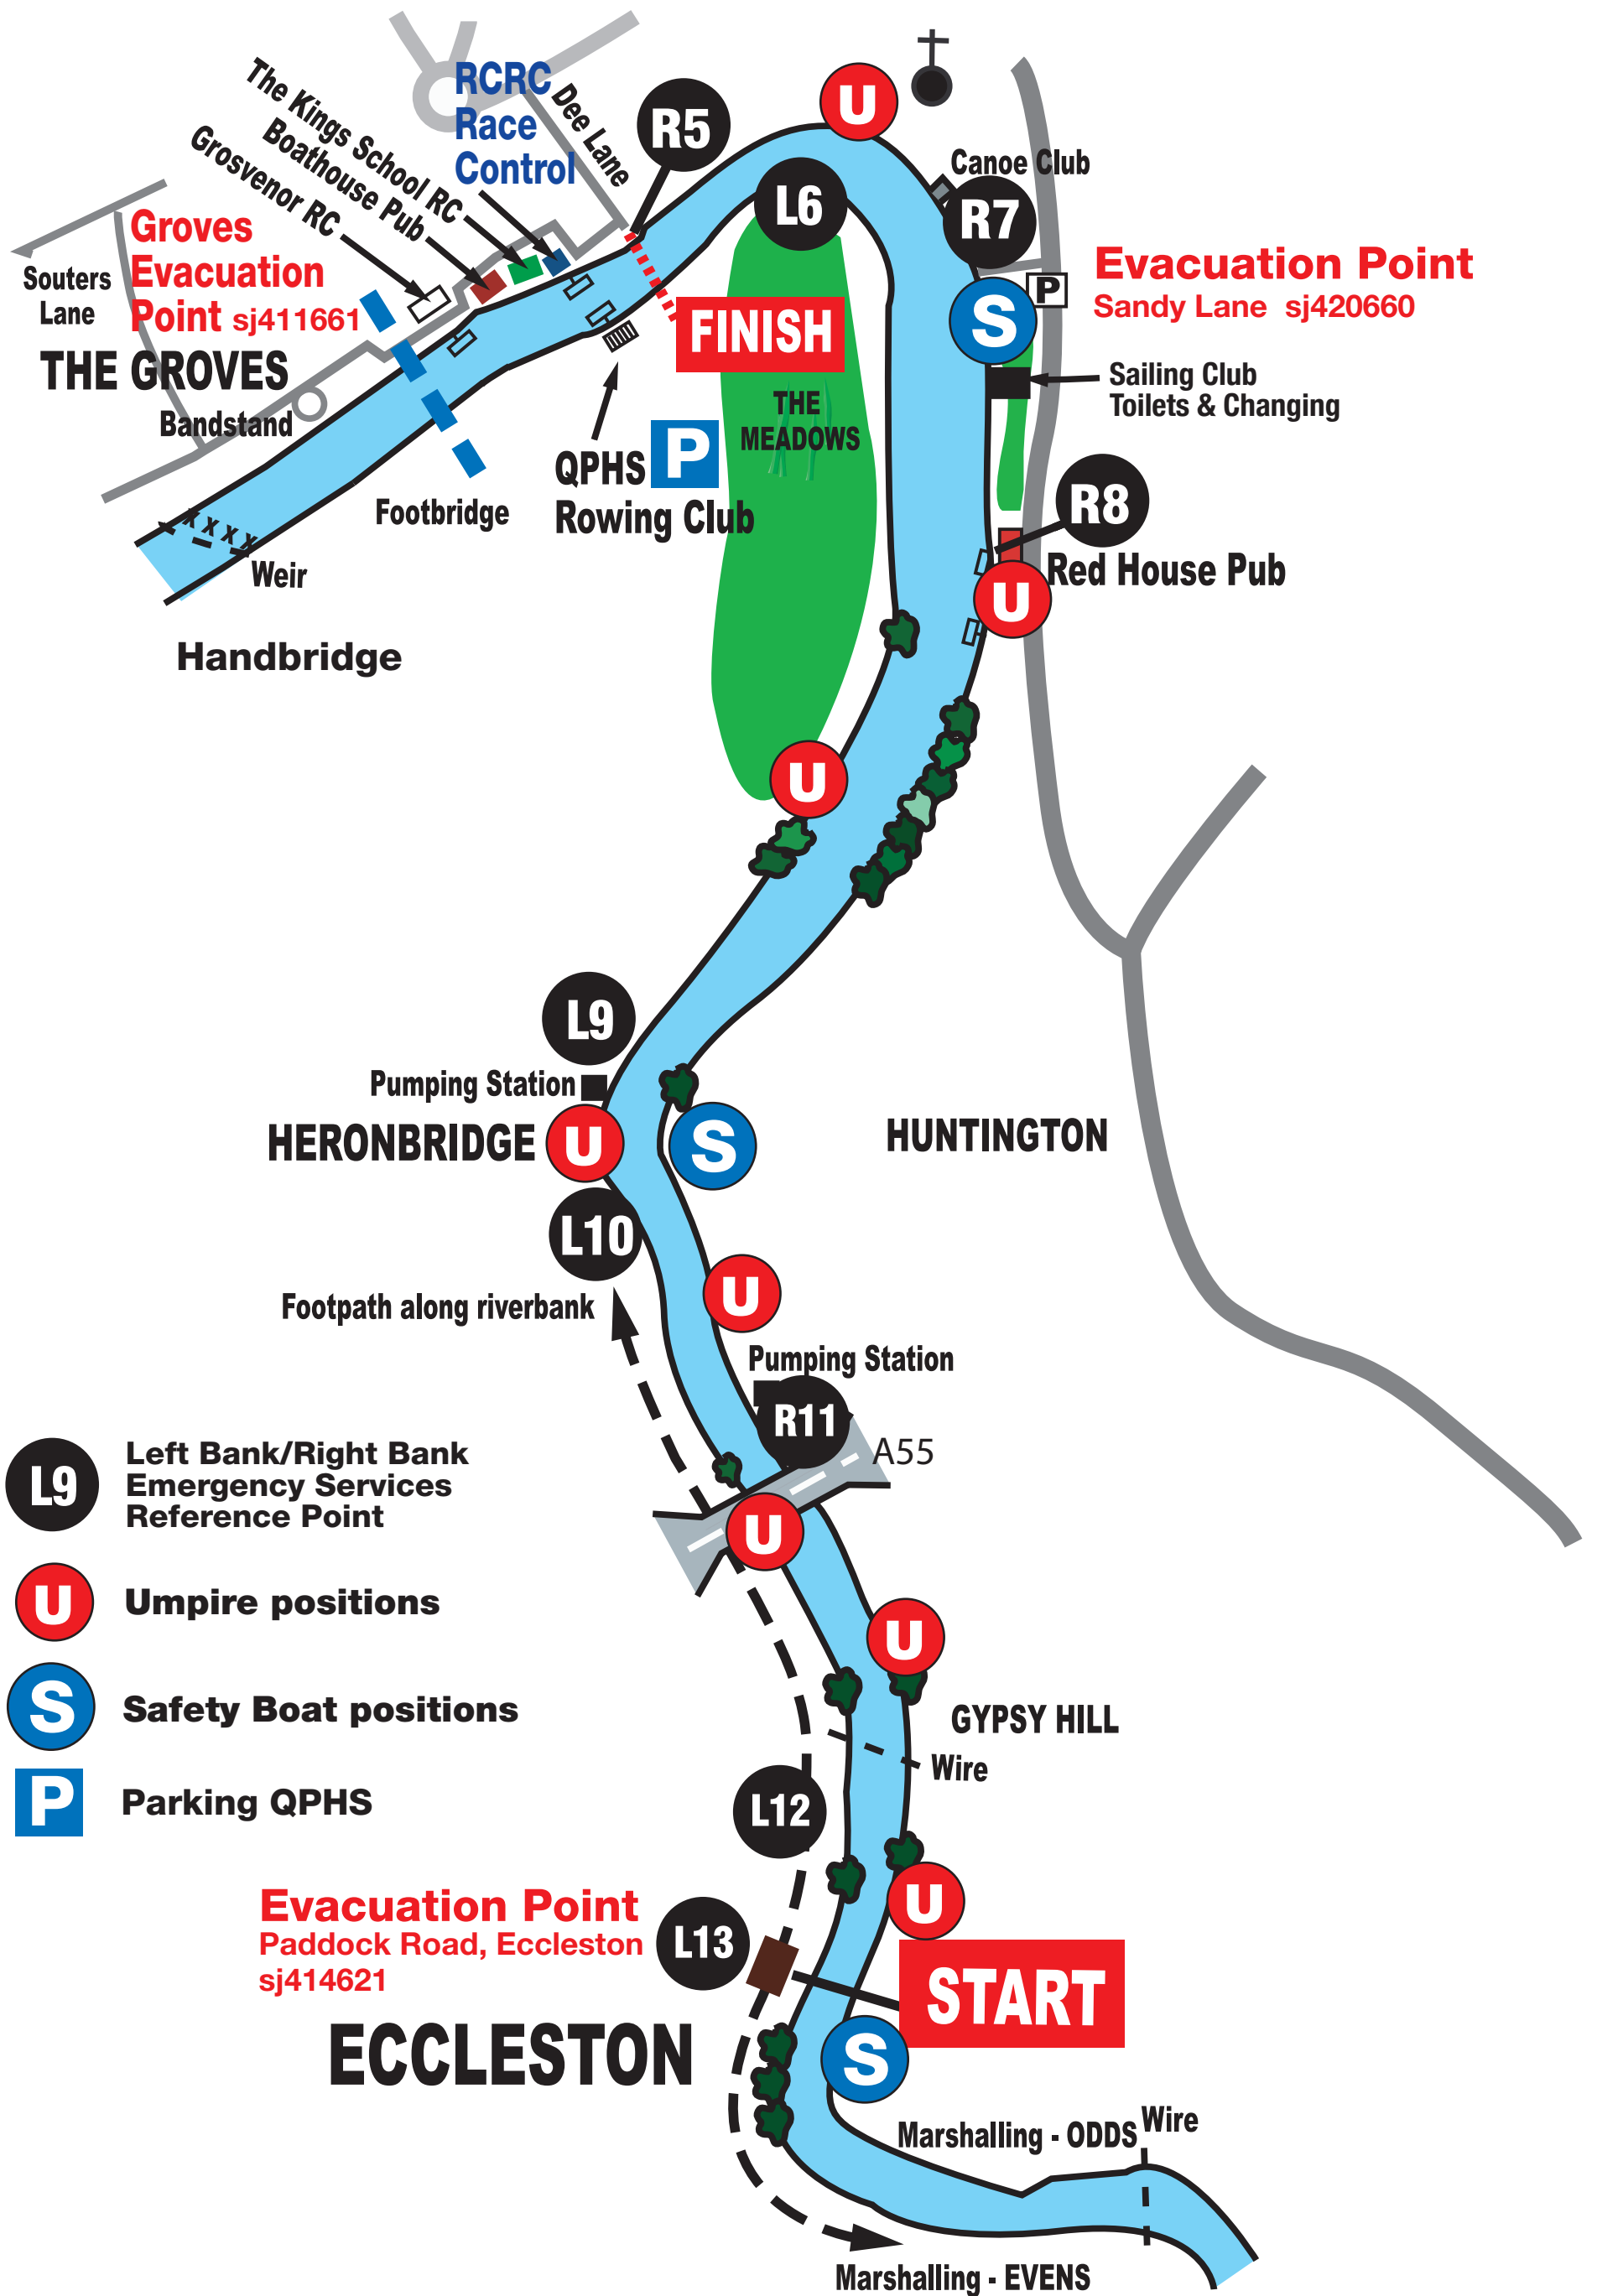 RCRC
Race
Control
Dee Lane
The Kings School RC
Boathouse Pub
Grosvenor RC
R5
U
L6
Canoe Club
R7
Groves
Evacuation
Point sj411661
Souters
Lane
THE GROVES
Bandstand
Evacuation Point
Sandy Lane sj420660
P
S
FINISH
Sailing Club
Toilets & Changing
THE
MEADOWS
QPHS
P
Rowing Club
Footbridge
R8
Red House Pub
U
xxxx
Weir
Handbridge
U
L9
Pumping Station
HERONBRIDGE
U
S
HUNTINGTON
L10
U
Footpath along riverbank
Pumping Station
R11
A55
U
L9
Left Bank/Right Bank
Emergency Services
Reference Point
U
Umpire positions
S
Safety Boat positions
P
Parking QPHS
U
GYPSY HILL
Wire
L12
U
Evacuation Point
Paddock Road, Eccleston
sj414621
L13
START
ECCLESTON
S
Marshalling - ODDS
Wire
Marshalling - EVENS